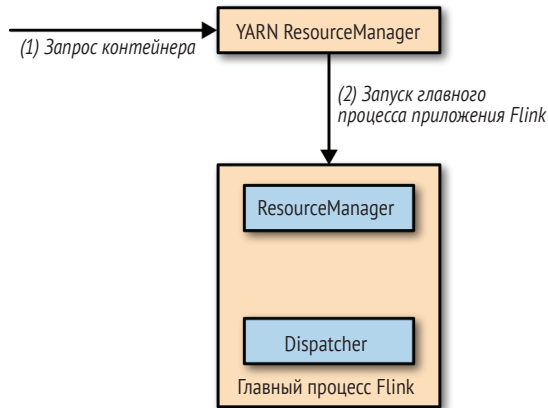 YARN ResourceManager
(1) Запрос контейнера
(2) Запуск главного
процесса приложения Flink
ResourceManager
Dispatcher
Главный процесс Flink